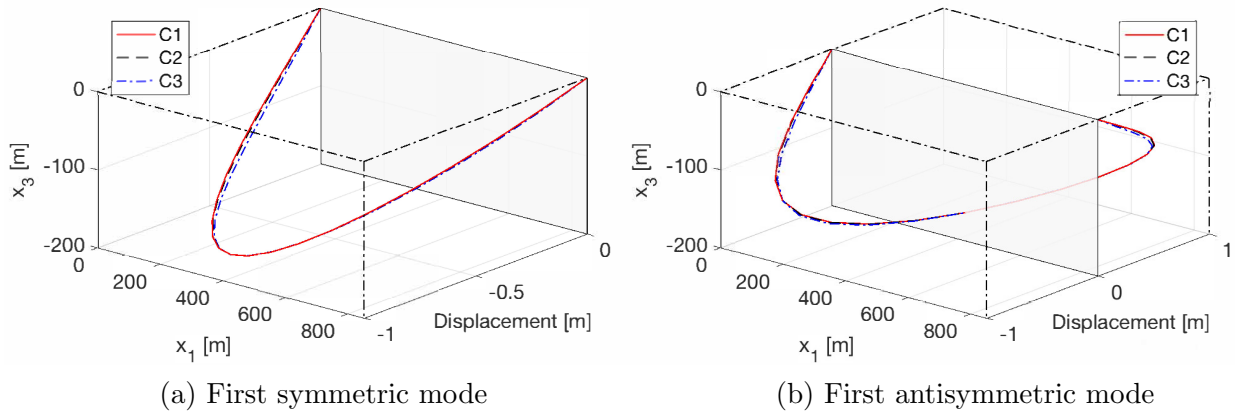 C1
C2
C3
0
-100
-200
x3 [m]
0
200
400
600
800
x1 [m]
-1
-0.5
0
Displacement [m]
(a) First symmetric mode
C1
C2
C3
0
-100
-200
x3 [m]
0
200
400
600
800
x1 [m]
-1
0
1
Displacement [m]
(b) First antisymmetric mode